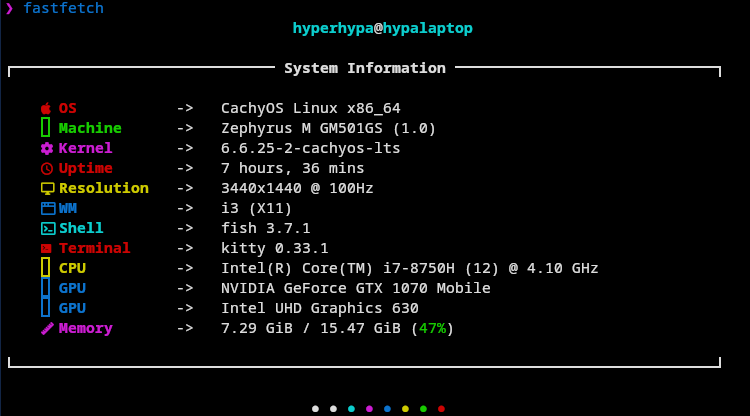 ❯ fastfetch
hyperhypa@hypalaptop
System Information
OS -> CachyOS Linux x86_64
Machine -> Zephyrus M GM501GS (1.0)
Kernel -> 6.6.25-2-cachyos-lts
Uptime -> 7 hours, 36 mins
Resolution -> 3440x1440 @ 100Hz
WM -> i3 (X11)
Shell -> fish 3.7.1
Terminal -> kitty 0.33.1
CPU -> Intel(R) Core(TM) i7-8750H (12) @ 4.10 GHz
GPU -> NVIDIA GeForce GTX 1070 Mobile
GPU -> Intel UHD Graphics 630
Memory -> 7.29 GiB / 15.47 GiB (47%)